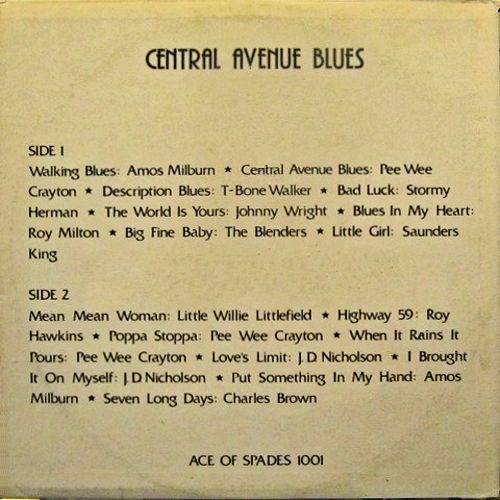 CENTRAL AVENUE BLUES
SIDE 1
Walking Blues: Amos Milburn ★ Central Avenue Blues: Pee Wee
Crayton ★ Description Blues: T-Bone Walker ★ Bad Luck: Stormy
Herman ★ The World Is Yours: Johnny Wright ★ Blues In My Heart:
Roy Milton ★ Big Fine Baby: The Blenders ★ Little Girl: Saunders
King
SIDE 2
Mean Mean Woman: Little Willie Littlefield ★ Highway 59: Roy
Hawkins ★ Poppa Stoppa: Pee Wee Crayton ★ When It Rains It
Pours: Pee Wee Crayton ★ Love's Limit: J.D Nicholson ★ I Brought
It On Myself: J.D Nicholson ★ Put Something In My Hand: Amos
Milburn ★ Seven Long Days: Charles Brown
ACE OF SPADES 1001